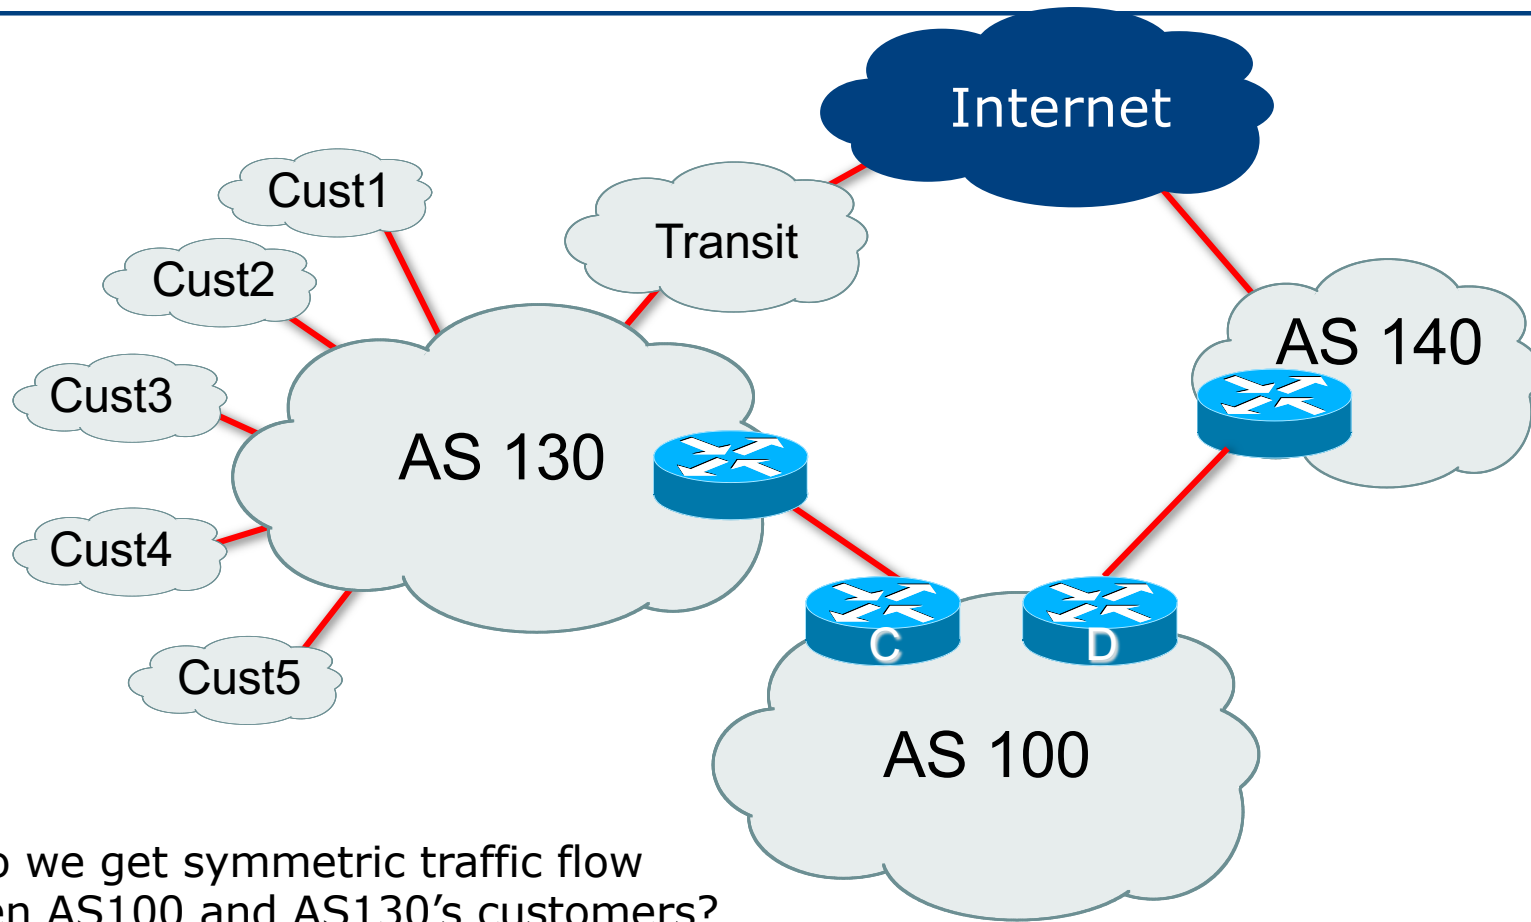 Internet
Cust1
Transit
Cust2
AS 140
Cust3
AS 130
Cust4
C
D
Cust5
AS 100
we get symmetric traffic flow
AS100 and AS130’s customers?